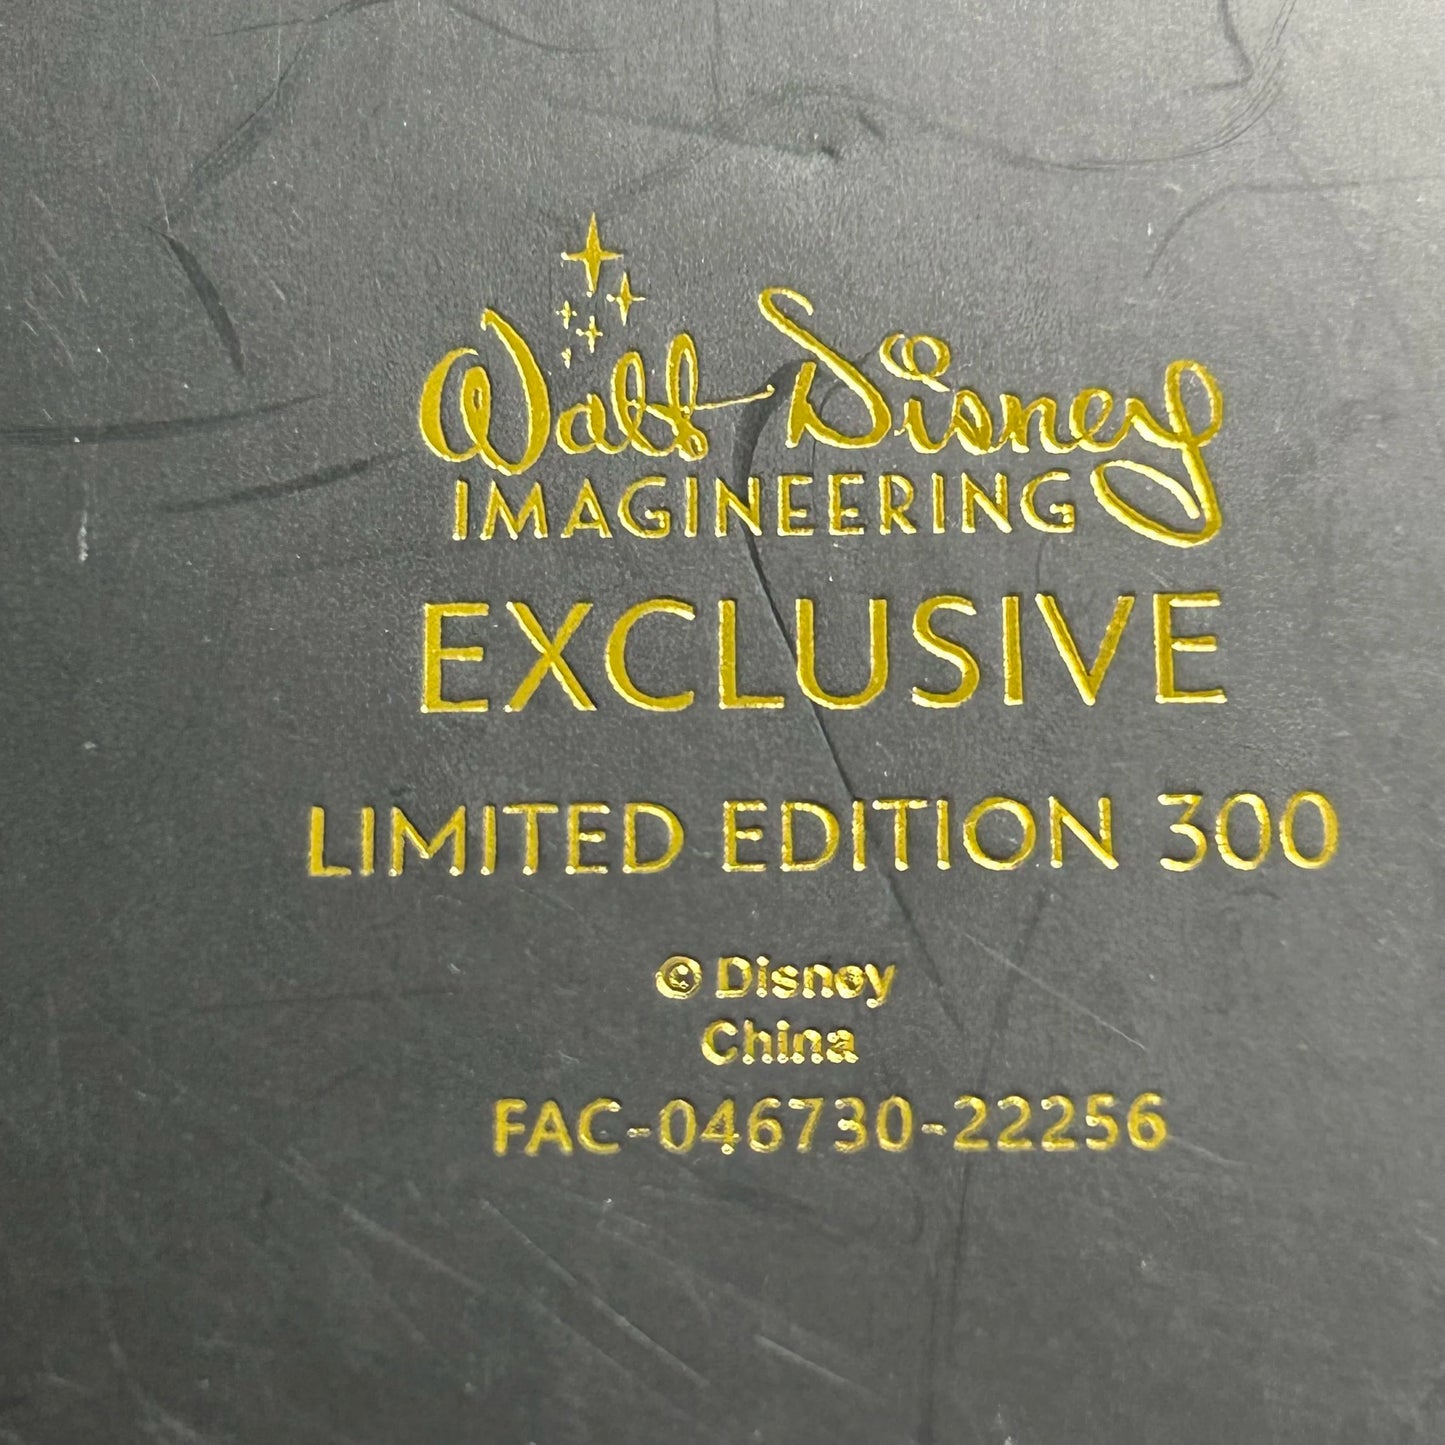 Walt Disney
IMAGINEERING
EXCLUSIVE
LIMITED EDITION 300
© Disney
China
FAC-046730-22256